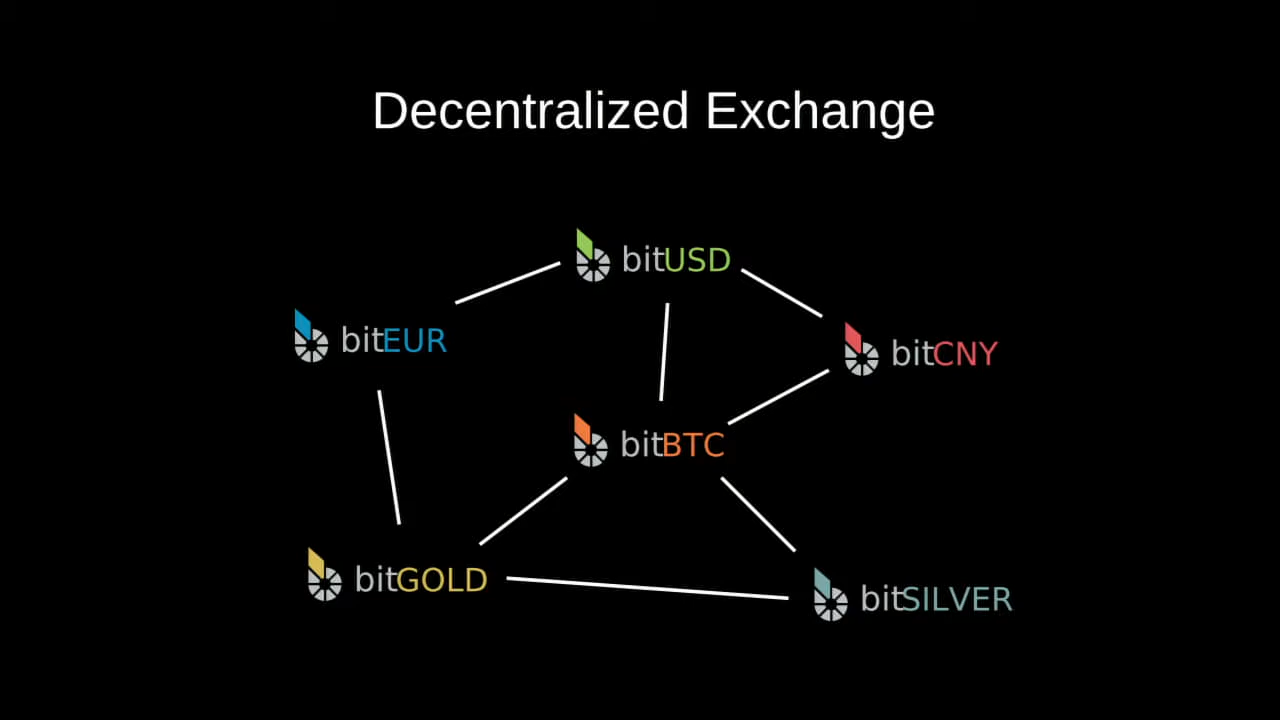 Decentralized Exchange
bitUSD
bitEUR
bitCNY
bitBTC
bitGOLD
bitSILVER